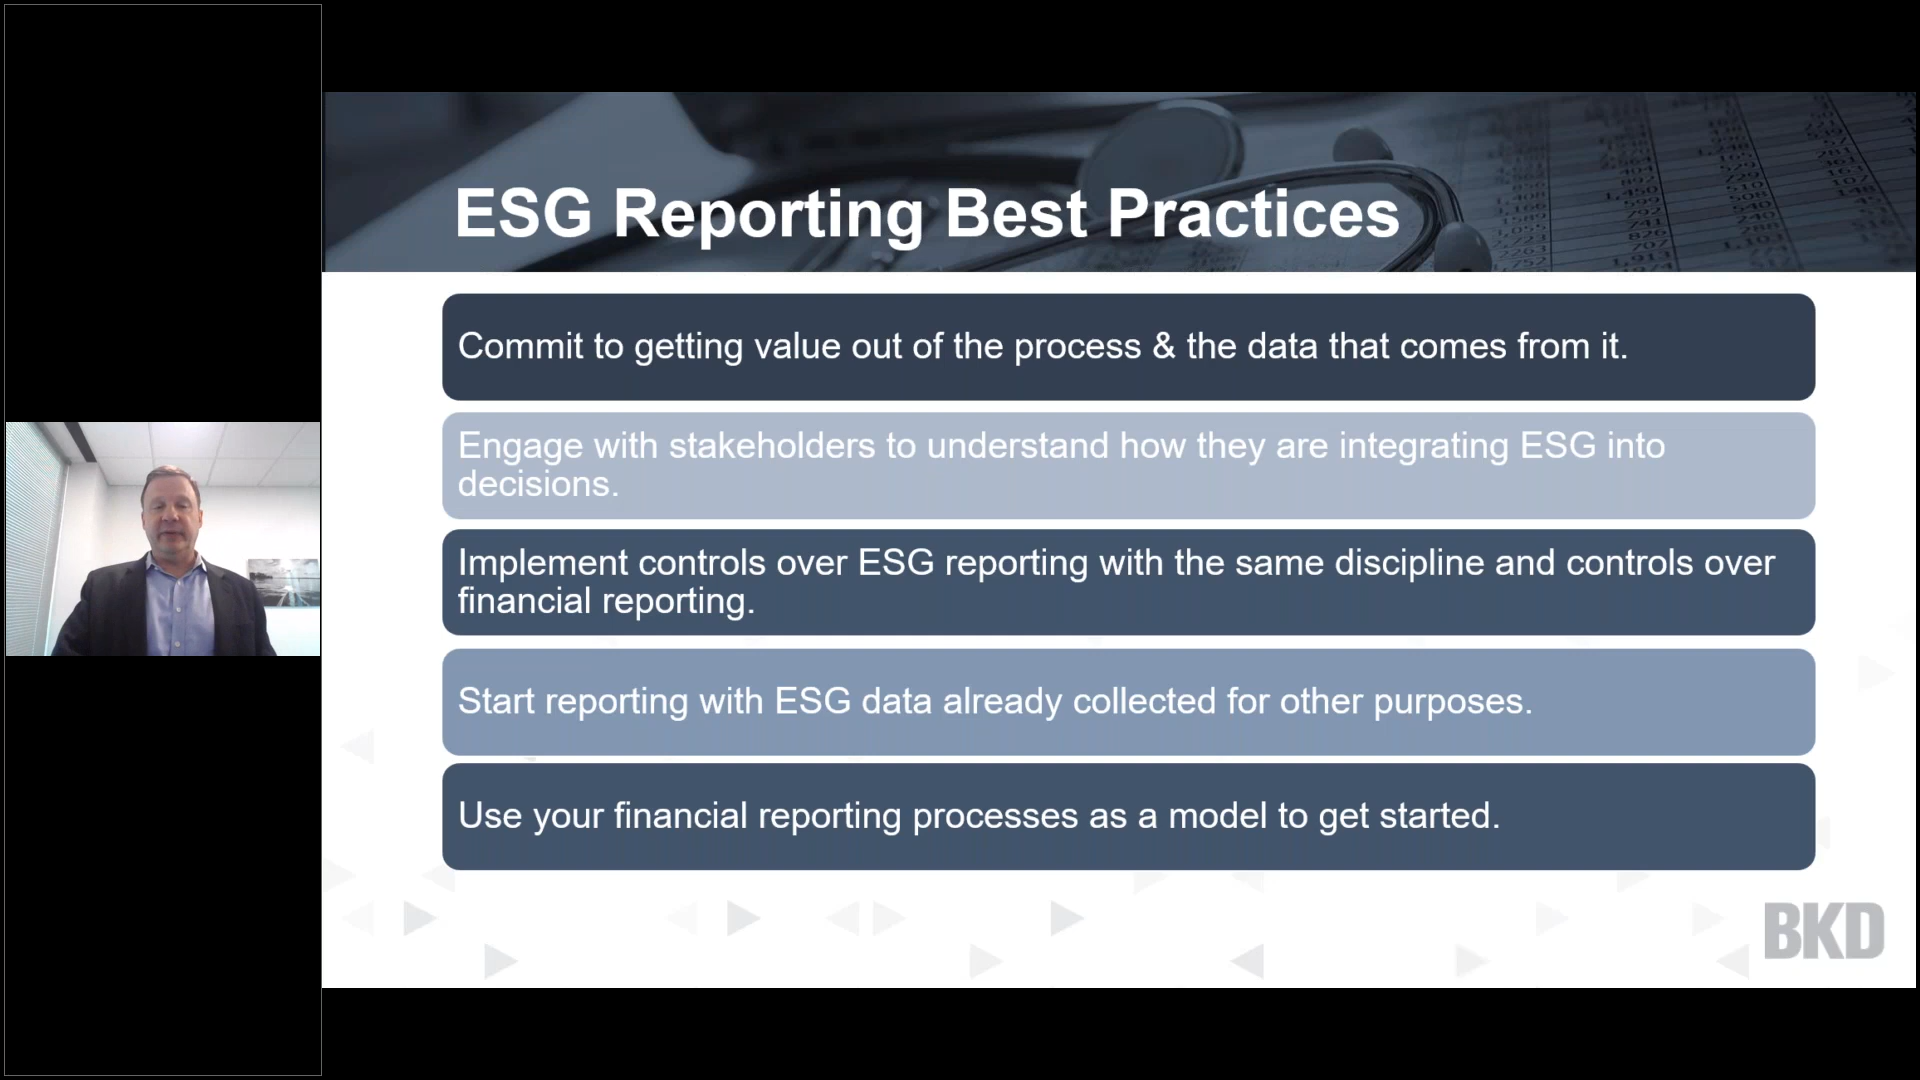 ESG Reporting Best Practices
Commit to getting value out of the process & the data that comes from it.
Engage with stakeholders to understand how they are integrating ESG into
decisions.
Implement controls over ESG reporting with the same discipline and controls over
financial reporting.
Start reporting with ESG data already collected for other purposes.
Use your financial reporting processes as a model to get started.
BKD